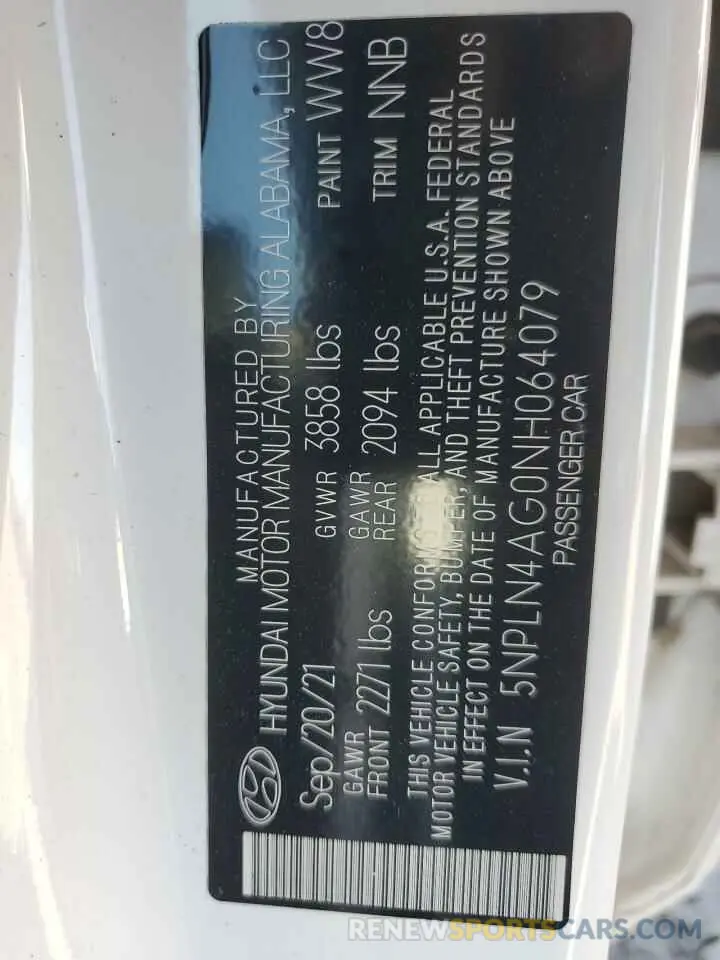 MANUFACTURED BY
HYUNDAI MOTOR MANUFACTURING ALABAMA, LLC
Sep/20/21 GVWR 3858 lbs PAINT WW8
GAWR GAWR
FRONT 2271 lbs REAR 2094 lbs TRIM NNB
THIS VEHICLE CONFORMS ALL APPLICABLE U.S.A. FEDERAL
MOTOR VEHICLE SAFETY, BUMPER, AND THEFT PREVENTION STANDARDS
IN EFFECT ON THE DATE OF MANUFACTURE SHOWN ABOVE
V.I.N 5NPLN4AG0NH064079
PASSENGER CAR
RENEWSPORTSCARS.COM